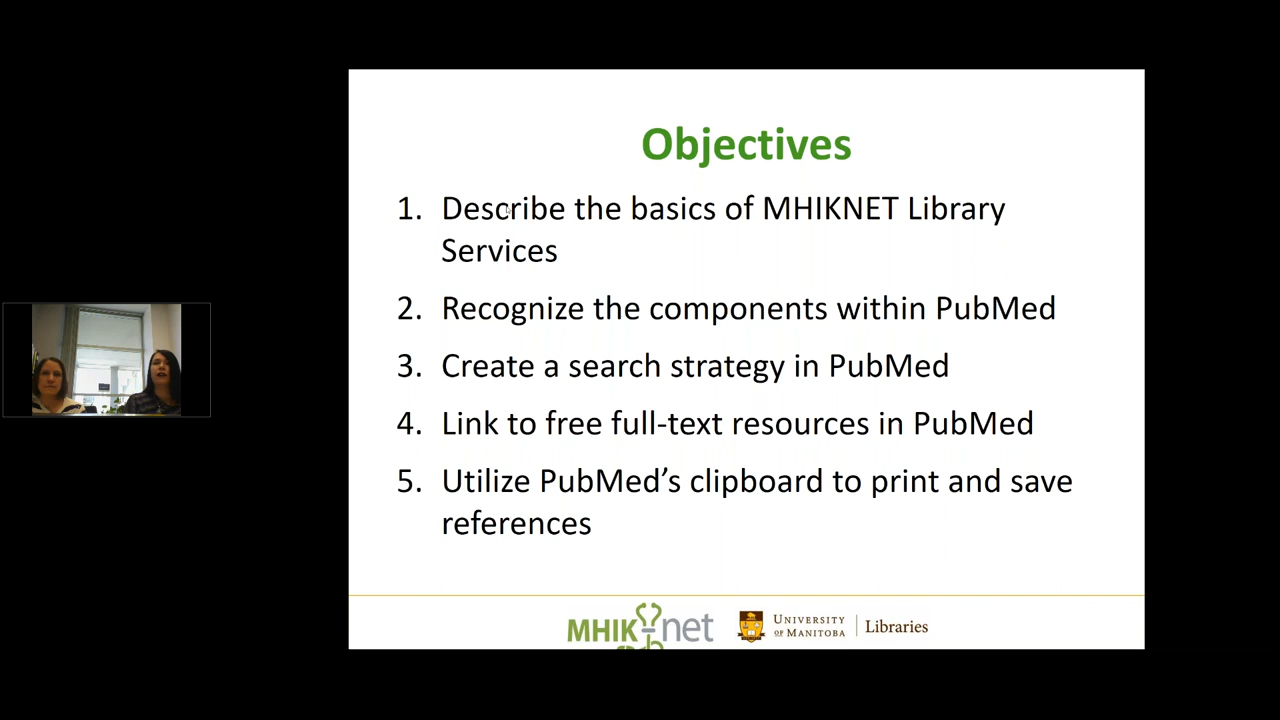 Objectives
1. Describe the basics of MHIKNET Library
Services
2. Recognize the components within PubMed
3. Create a search strategy in PubMed
4. Link to free full-text resources in PubMed
5. Utilize PubMed’s clipboard to print and save
references
MHIKnet
UNIVERSITY
OF MANITOBA
Libraries